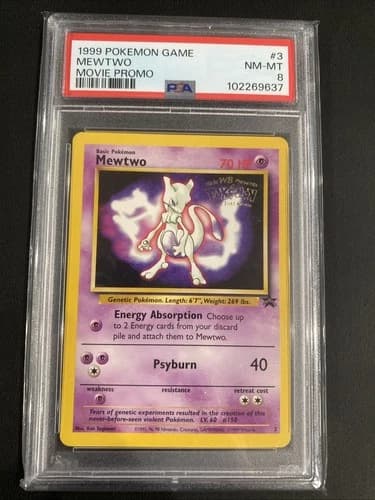 1999 POKEMON GAME #3
MEWTWO NM-MT
MOVIE PROMO 8
PSA 102269637
Basic Pokémon
Mewtwo 70 HP
Genetic Pokémon. Length: 6'7", Weight: 269 lbs.
Energy Absorption Choose up
to 2 Energy cards from your discard
pile and attach them to Mewtwo.
Psyburn 40
weakness resistance retreat cost
Tears of genetic experiments resulted in the creation of this
never-before-seen violent Pokémon. LV. 60 #150